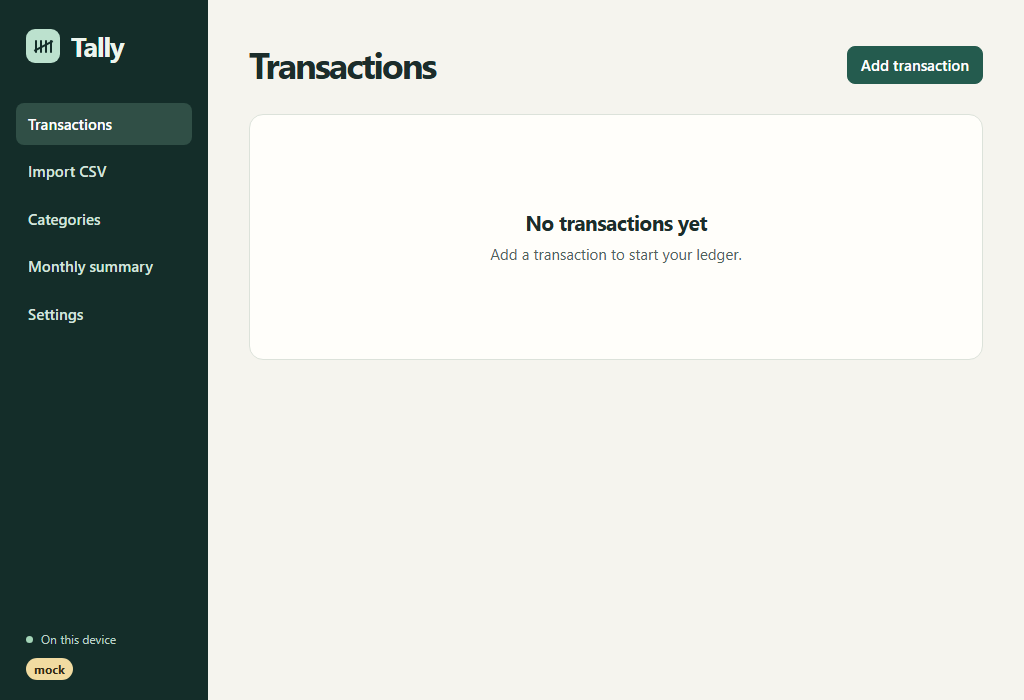 Tally
Transactions
Import CSV
Categories
Monthly summary
Settings
On this device
mock
Transactions
Add transaction
No transactions yet
Add a transaction to start your ledger.